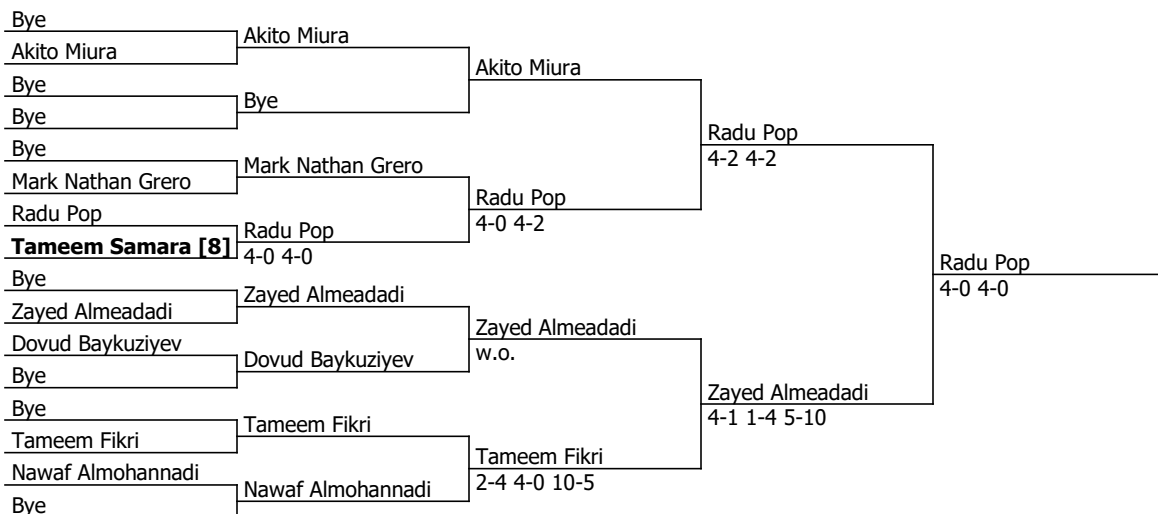 Bye
Akito Miura
Bye
Bye
Bye
Mark Nathan Grero
Radu Pop
Tameem Samara [8]
Bye
Zayed Almeadadi
Dovud Baykuziyev
Bye
Bye
Tameem Fikri
Nawaf Almohannadi
Bye
Akito Miura
Bye
Mark Nathan Grero
Radu Pop
4-0 4-0
Zayed Almeadadi
Dovud Baykuziyev
Tameem Fikri
Nawaf Almohannadi
Akito Miura
Radu Pop
4-0 4-2
Zayed Almeadadi
w.o.
Tameem Fikri
2-4 4-0 10-5
Radu Pop
4-2 4-2
Zayed Almeadadi
4-1 1-4 5-10
Radu Pop
4-0 4-0